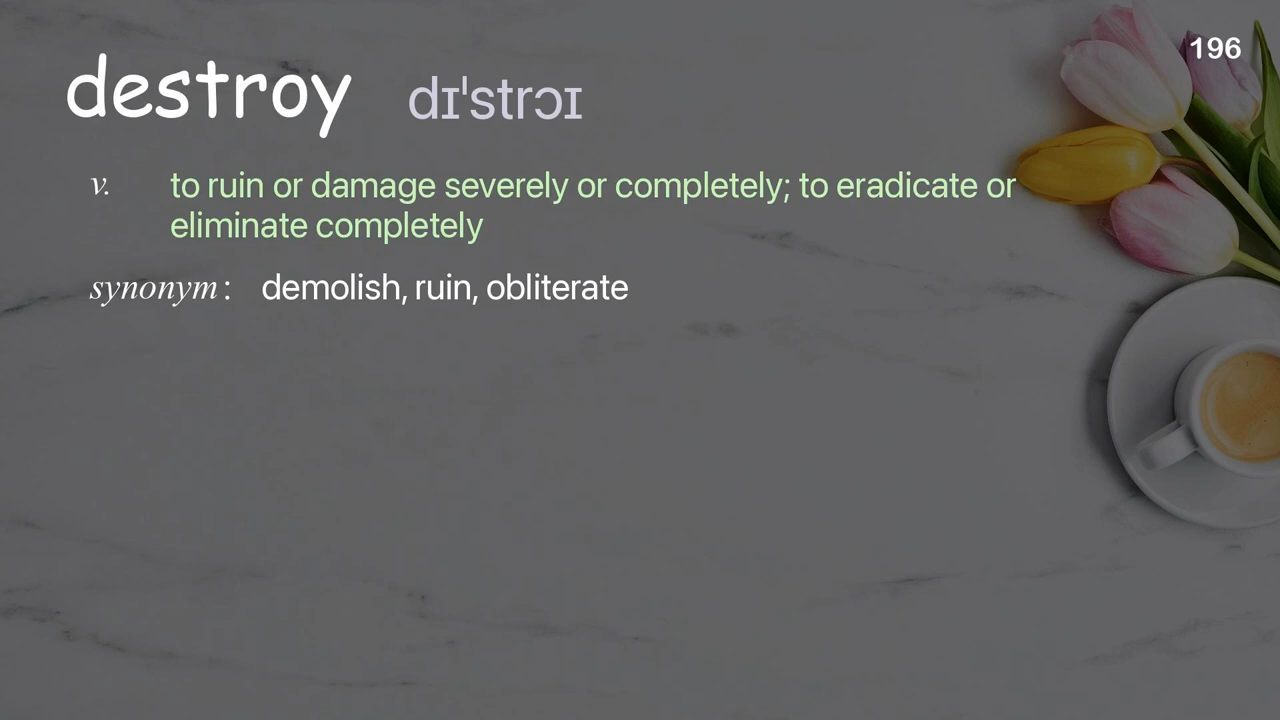 196
destroy dɪˈstrɔɪ
v. to ruin or damage severely or completely; to eradicate or
eliminate completely
synonym: demolish, ruin, obliterate